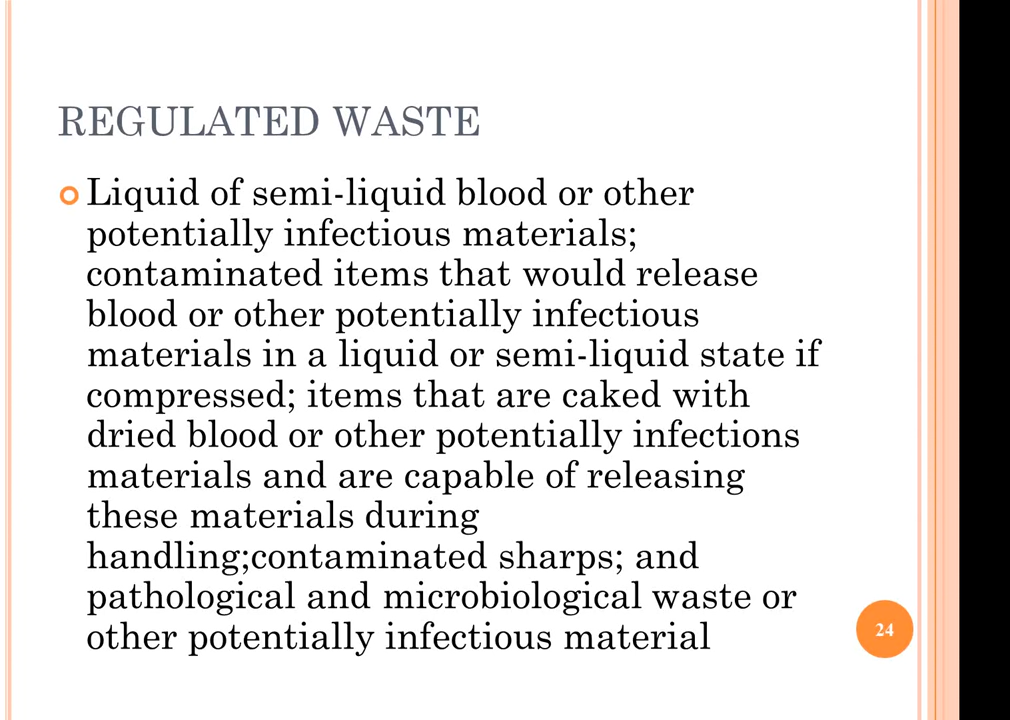 REGULATED WASTE
Liquid of semi-liquid blood or other
potentially infectious materials;
contaminated items that would release
blood or other potentially infectious
materials in a liquid or semi-liquid state if
compressed; items that are caked with
dried blood or other potentially infections
materials and are capable of releasing
these materials during
handling;contaminated sharps; and
pathological and microbiological waste or
other potentially infectious material
24